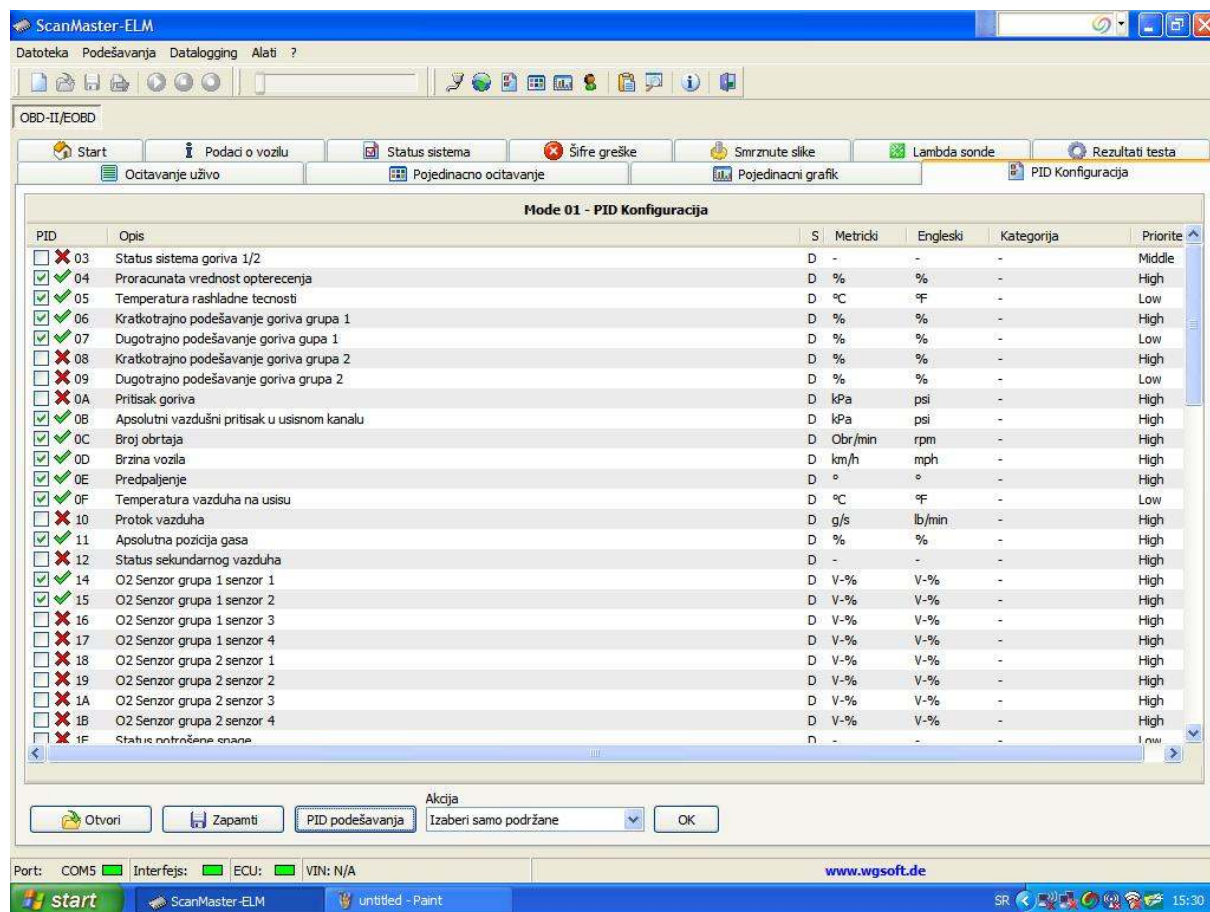 ScanMaster-ELM
Datoteka Podešavanja Datalogging Alati ?
OBD-II/EOBD
Start Podaci o vozilu Status sistema Šifre greške Smrznute slike Lambda sonde Rezultati testa
Ocitavanje uživo Pojedinacno ocitavanje Pojedinacni grafik PID Konfiguracija
Mode 01 - PID Konfiguracija
PID Opis S Metricki Engleski Kategorija Priorite
03 Status sistema goriva 1/2 D - - - Middle
04 Proracunata vrednost opterecenja D % % - High
05 Temperatura rashladne tecnosti D ºC ºF - Low
06 Kratkotrajno podešavanje goriva grupa 1 D % % - High
07 Dugotrajno podešavanje goriva gupa 1 D % % - Low
08 Kratkotrajno podešavanje goriva grupa 2 D % % - High
09 Dugotrajno podešavanje goriva grupa 2 D % % - Low
0A Pritisak goriva D kPa psi - High
0B Apsolutni vazdušni pritisak u usisnom kanalu D kPa psi - High
0C Broj obrtaja D Obr/min rpm - High
0D Brzina vozila D km/h mph - High
0E Predpaljenje D º º - High
0F Temperatura vazduha na usisu D ºC ºF - Low
10 Protok vazduha D g/s lb/min - High
11 Apsolutna pozicija gasa D % % - High
12 Status sekundarnog vazduha D - - - High
14 O2 Senzor grupa 1 senzor 1 D V-% V-% - High
15 O2 Senzor grupa 1 senzor 2 D V-% V-% - High
16 O2 Senzor grupa 1 senzor 3 D V-% V-% - High
17 O2 Senzor grupa 1 senzor 4 D V-% V-% - High
18 O2 Senzor grupa 2 senzor 1 D V-% V-% - High
19 O2 Senzor grupa 2 senzor 2 D V-% V-% - High
1A O2 Senzor grupa 2 senzor 3 D V-% V-% - High
1B O2 Senzor grupa 2 senzor 4 D V-% V-% - High
1E Status potrošene snage D - - - Low
Akcija
Otvori Zapamti PID podešavanja Izaberi samo podržane OK
Port: COM5 Interfejs: ECU: VIN: N/A www.wgsoft.de
start ScanMaster-ELM untitled - Paint SR 15:30